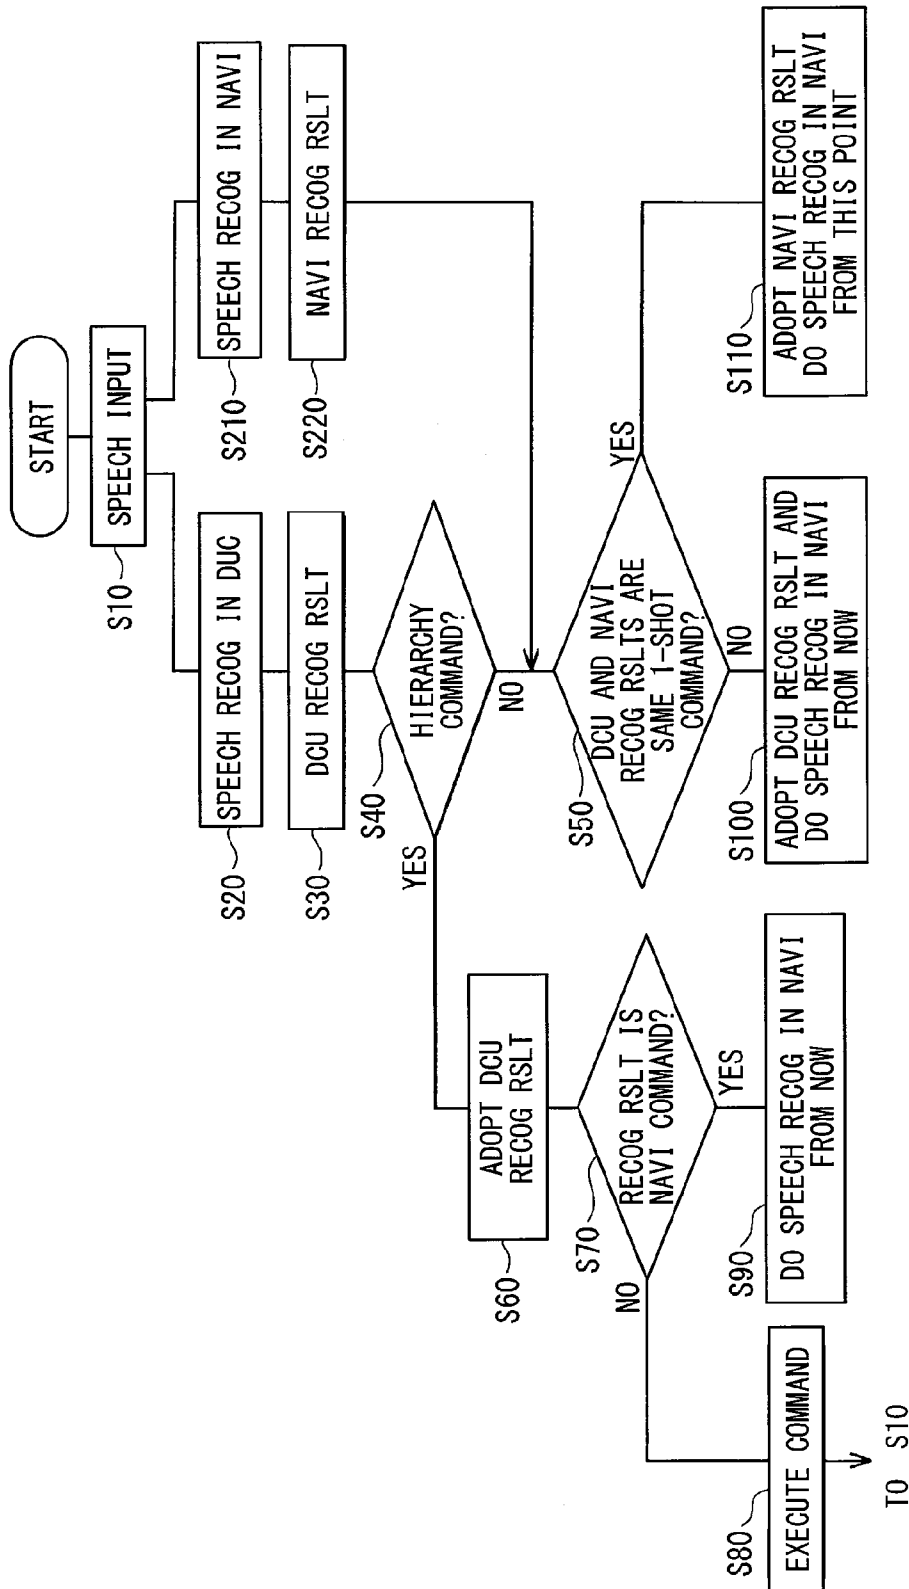 START
S10
SPEECH INPUT
S20
SPEECH RECOG IN DUC
S210
SPEECH RECOG IN NAVI
S30
DCU RECOG RSLT
S220
NAVI RECOG RSLT
S40
HIERARCHY
COMMAND?
YES
NO
S60
ADOPT DCU
RECOG RSLT
S50
DCU AND NAVI
RECOG RSLTS ARE
SAME 1-SHOT
COMMAND?
YES
NO
S70
RECOG RSLT IS
NAVI COMMAND?
NO
YES
S80
EXECUTE COMMAND
TO S10
S90
DO SPEECH RECOG IN NAVI
FROM NOW
S100
ADOPT DCU RECOG RSLT AND
DO SPEECH RECOG IN NAVI
FROM NOW
S110
ADOPT NAVI RECOG RSLT
DO SPEECH RECOG IN NAVI
FROM THIS POINT